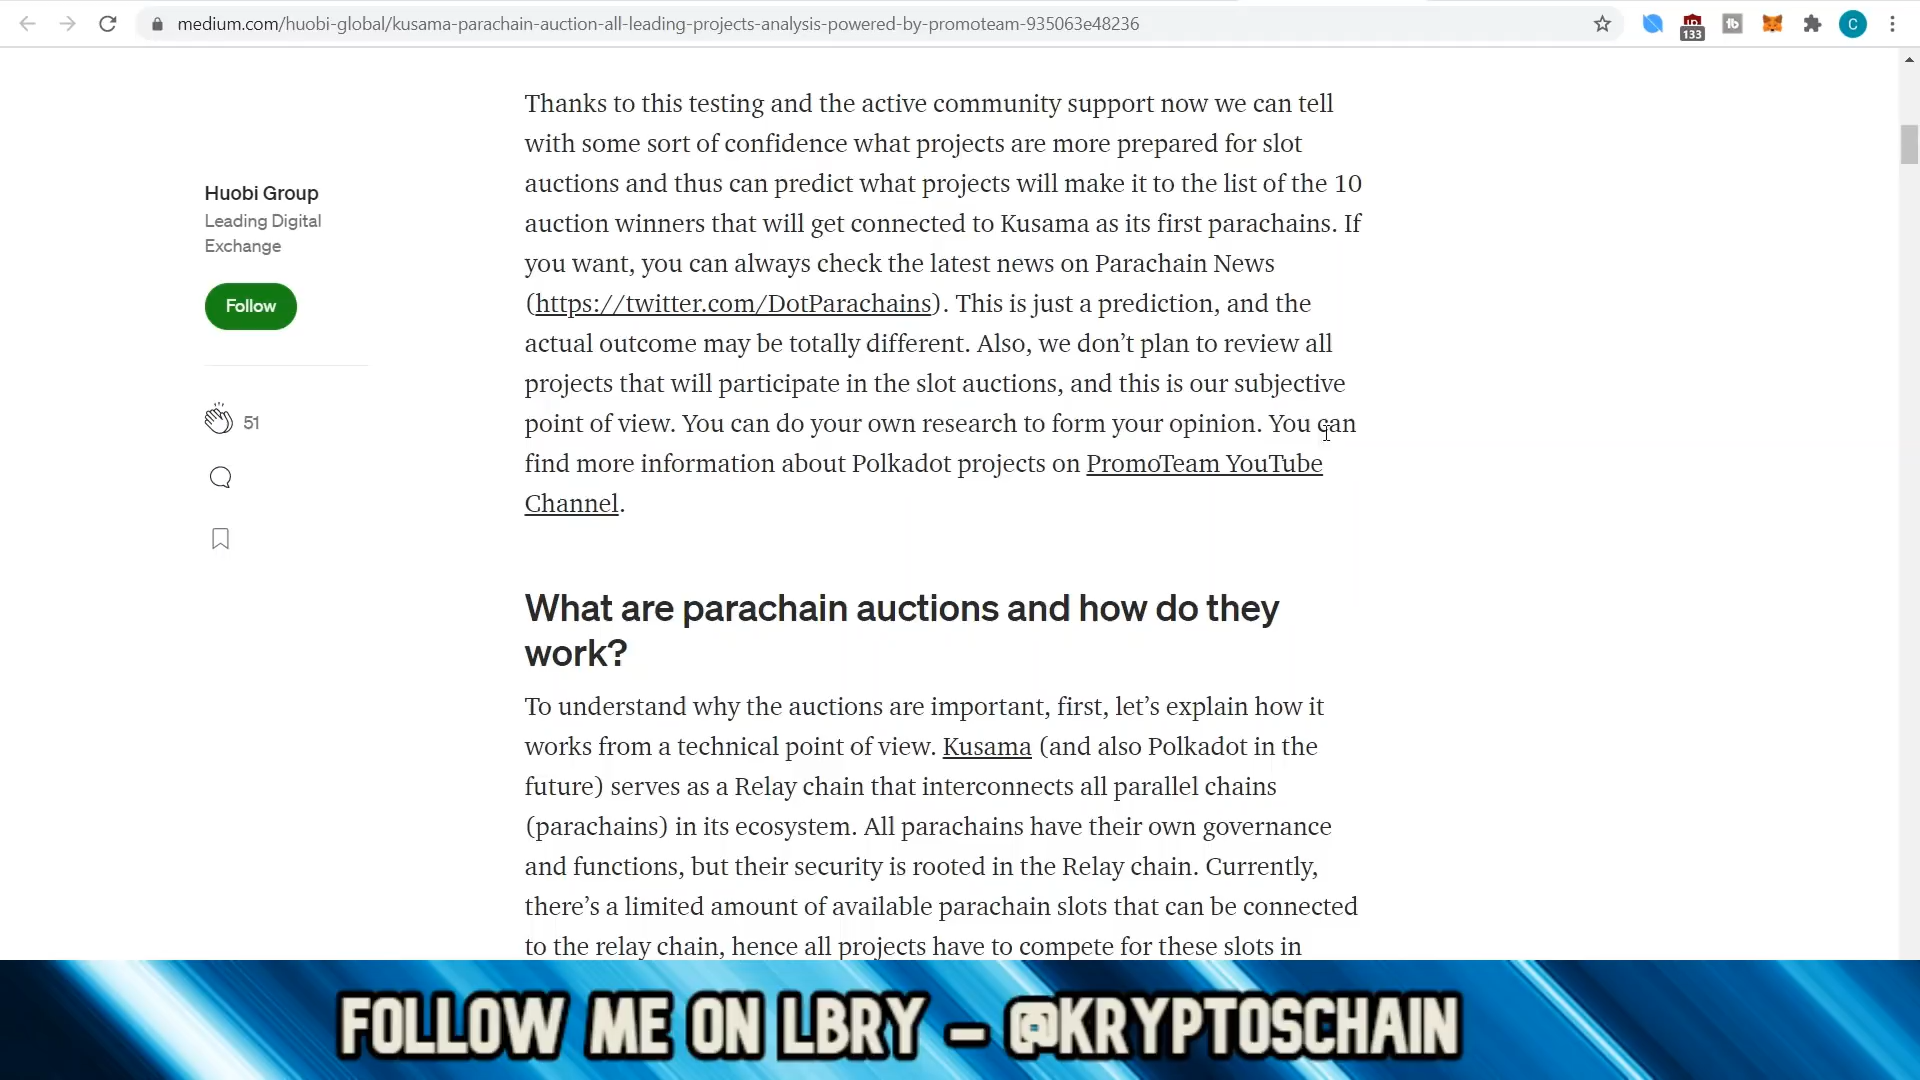 medium.com/huobi-global/kusama-parachain-auction-all-leading-projects-analysis-powered-by-promoteam-935063e48236
133
C
Thanks to this testing and the active community support now we can tell
with some sort of confidence what projects are more prepared for slot
auctions and thus can predict what projects will make it to the list of the 10
auction winners that will get connected to Kusama as its first parachains. If
you want, you can always check the latest news on Parachain News
(https://twitter.com/DotParachains). This is just a prediction, and the
actual outcome may be totally different. Also, we don’t plan to review all
projects that will participate in the slot auctions, and this is our subjective
point of view. You can do your own research to form your opinion. You can
find more information about Polkadot projects on PromoTeam YouTube
Channel.
Huobi Group
Leading Digital
Exchange
Follow
51
What are parachain auctions and how do they
work?
To understand why the auctions are important, first, let’s explain how it
works from a technical point of view. Kusama (and also Polkadot in the
future) serves as a Relay chain that interconnects all parallel chains
(parachains) in its ecosystem. All parachains have their own governance
and functions, but their security is rooted in the Relay chain. Currently,
there’s a limited amount of available parachain slots that can be connected
to the relay chain, hence all projects have to compete for these slots in
FOLLOW ME ON LBRY – @KRYPTOSCHAIN